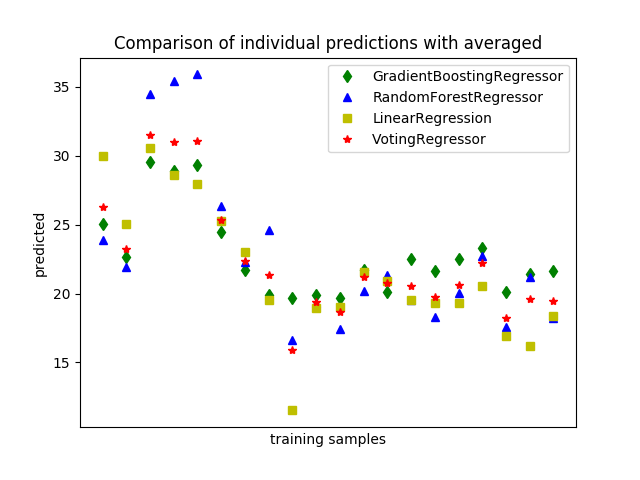 Comparison of individual predictions with averaged
GradientBoostingRegressor
RandomForestRegressor
LinearRegression
VotingRegressor
35
30
25
20
15
predicted
training samples